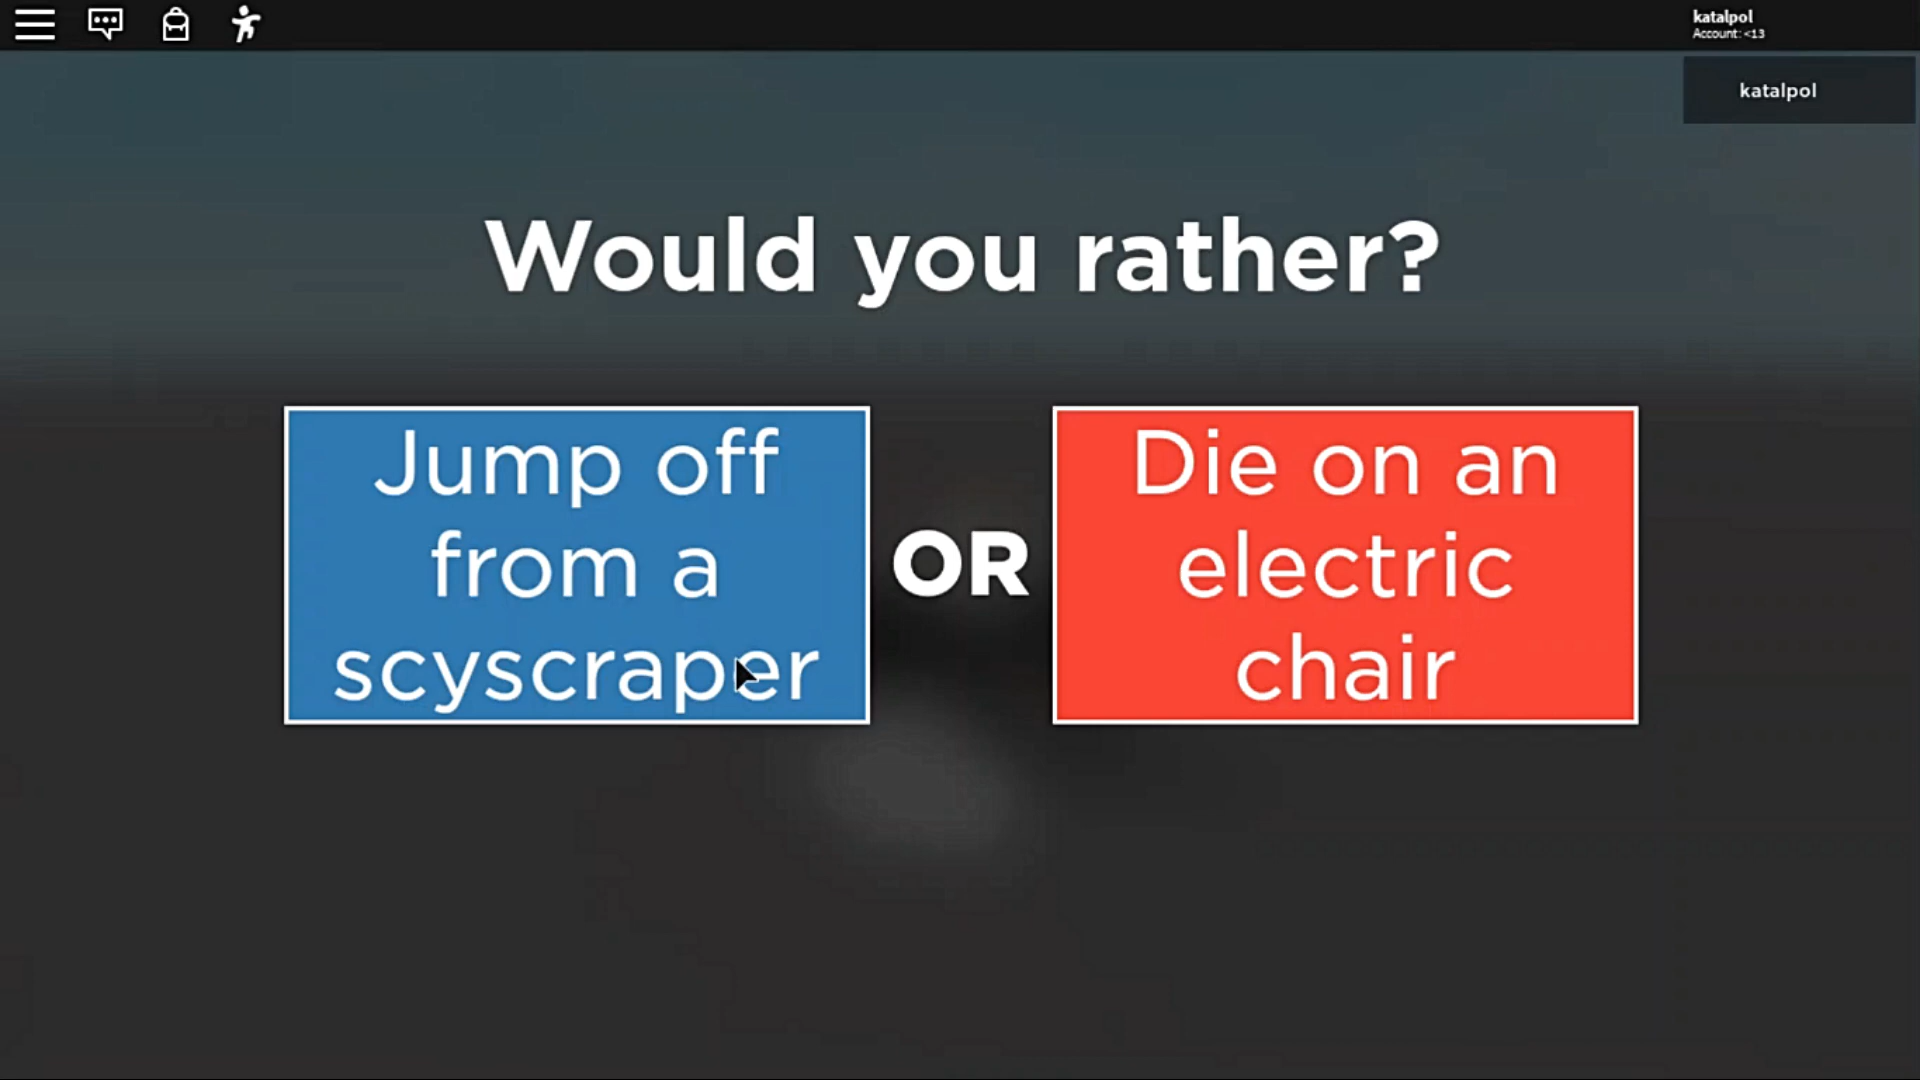 katalpol
Account: <13
katalpol
Would you rather?
Jump off
from a
scyscraper
OR
Die on an
electric
chair